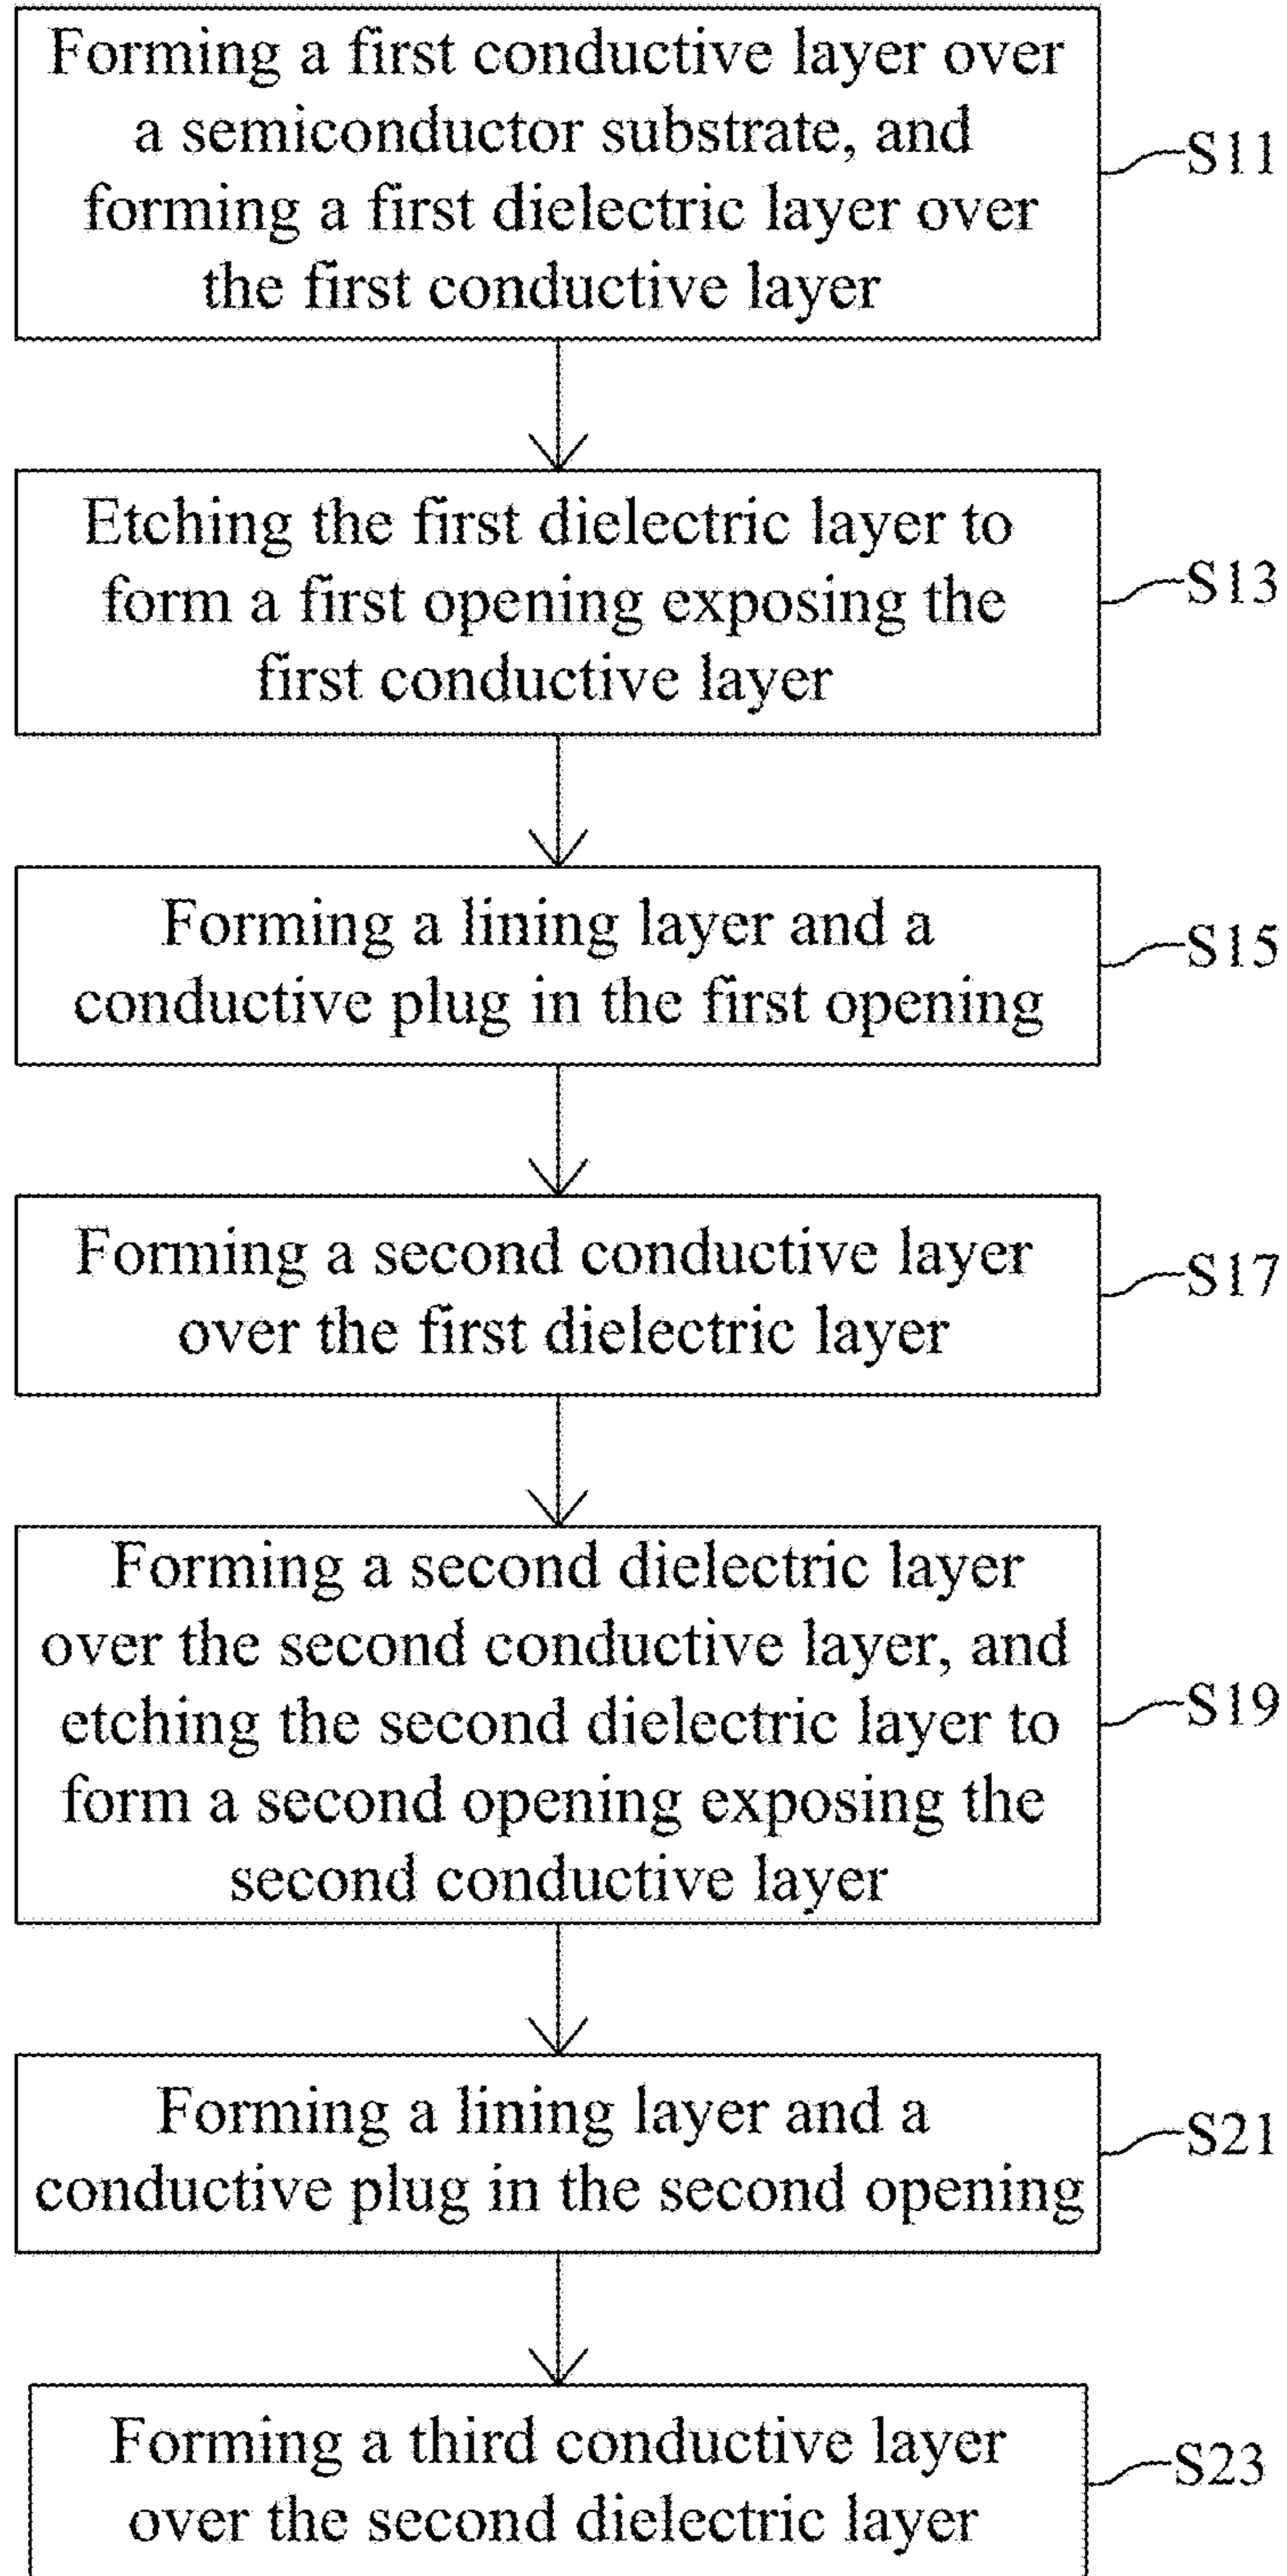 Forming a first conductive layer over
a semiconductor substrate, and
forming a first dielectric layer over
the first conductive layer
S11
Etching the first dielectric layer to
form a first opening exposing the
first conductive layer
S13
Forming a lining layer and a
conductive plug in the first opening
S15
Forming a second conductive layer
over the first dielectric layer
S17
Forming a second dielectric layer
over the second conductive layer, and
etching the second dielectric layer to
form a second opening exposing the
second conductive layer
S19
Forming a lining layer and a
conductive plug in the second opening
S21
Forming a third conductive layer
over the second dielectric layer
S23